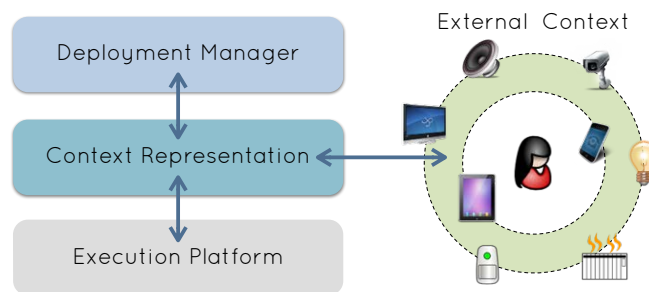 External Context
Deployment Manager
Context Representation
Execution Platform